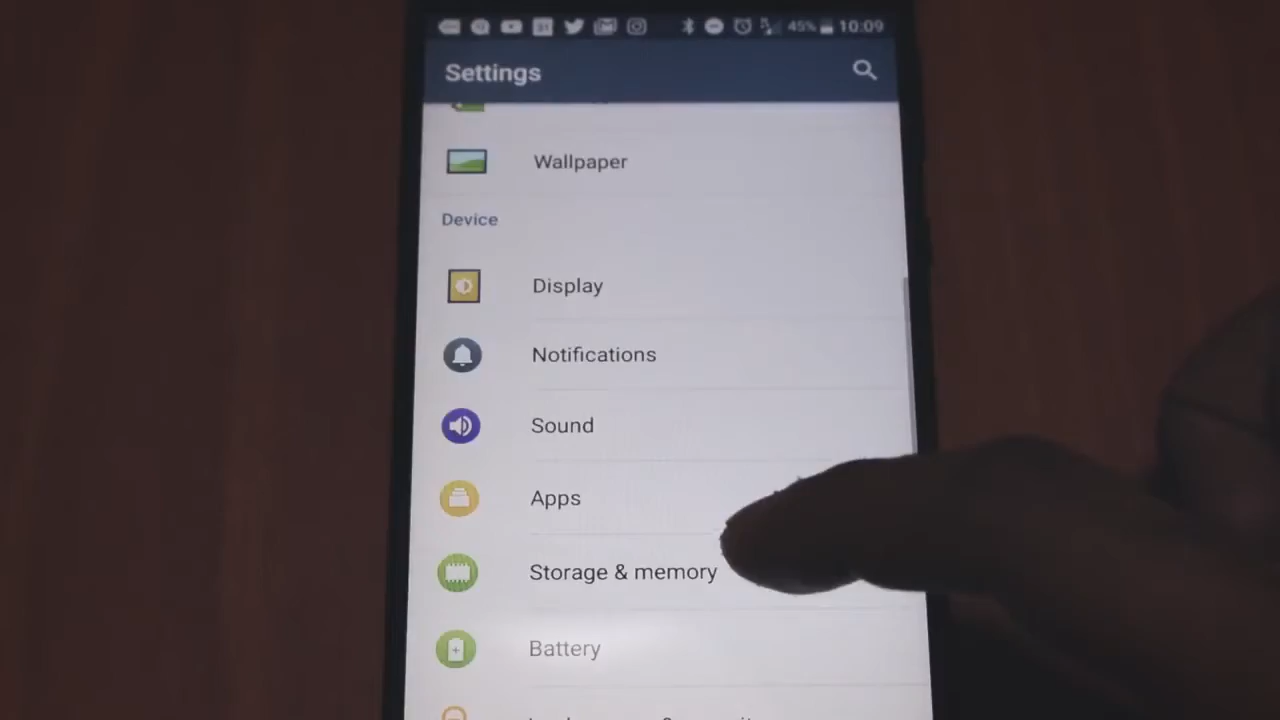 45% 10:09
Settings
Wallpaper
Device
Display
Notifications
Sound
Apps
Storage & memory
Battery